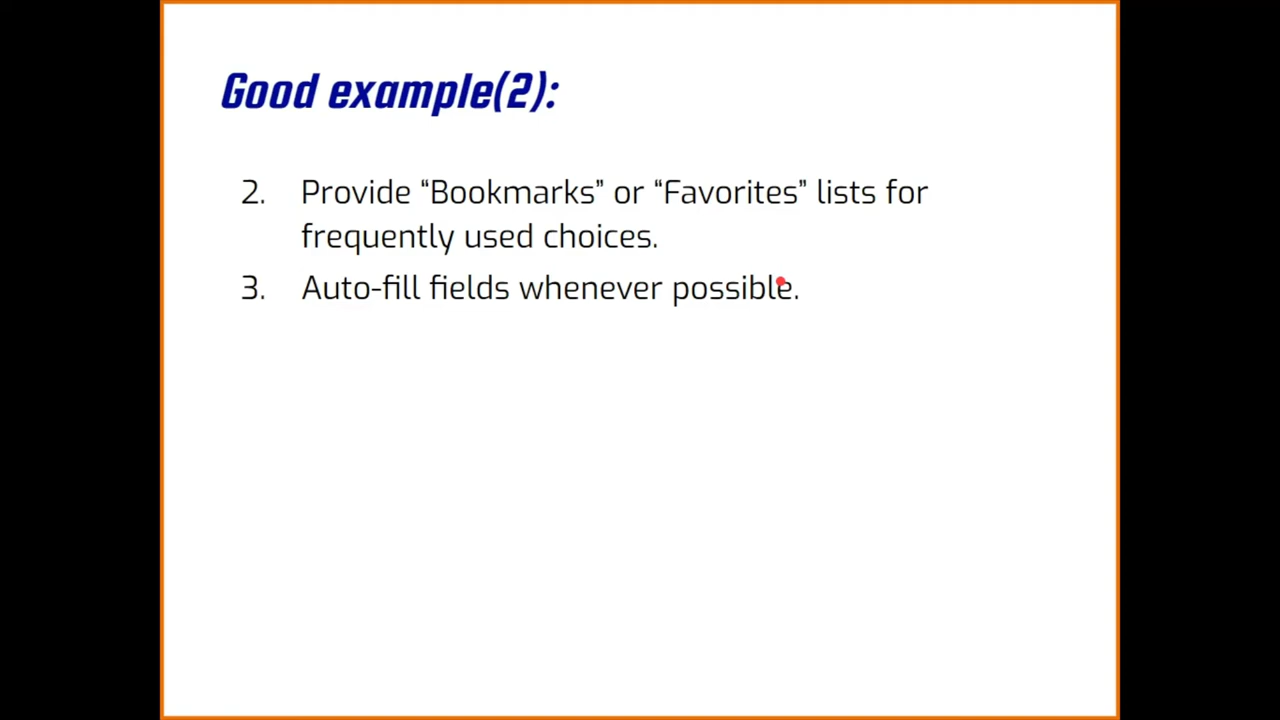 Good example(2):
2. Provide “Bookmarks” or “Favorites” lists for
frequently used choices.
3. Auto-fill fields whenever possible.